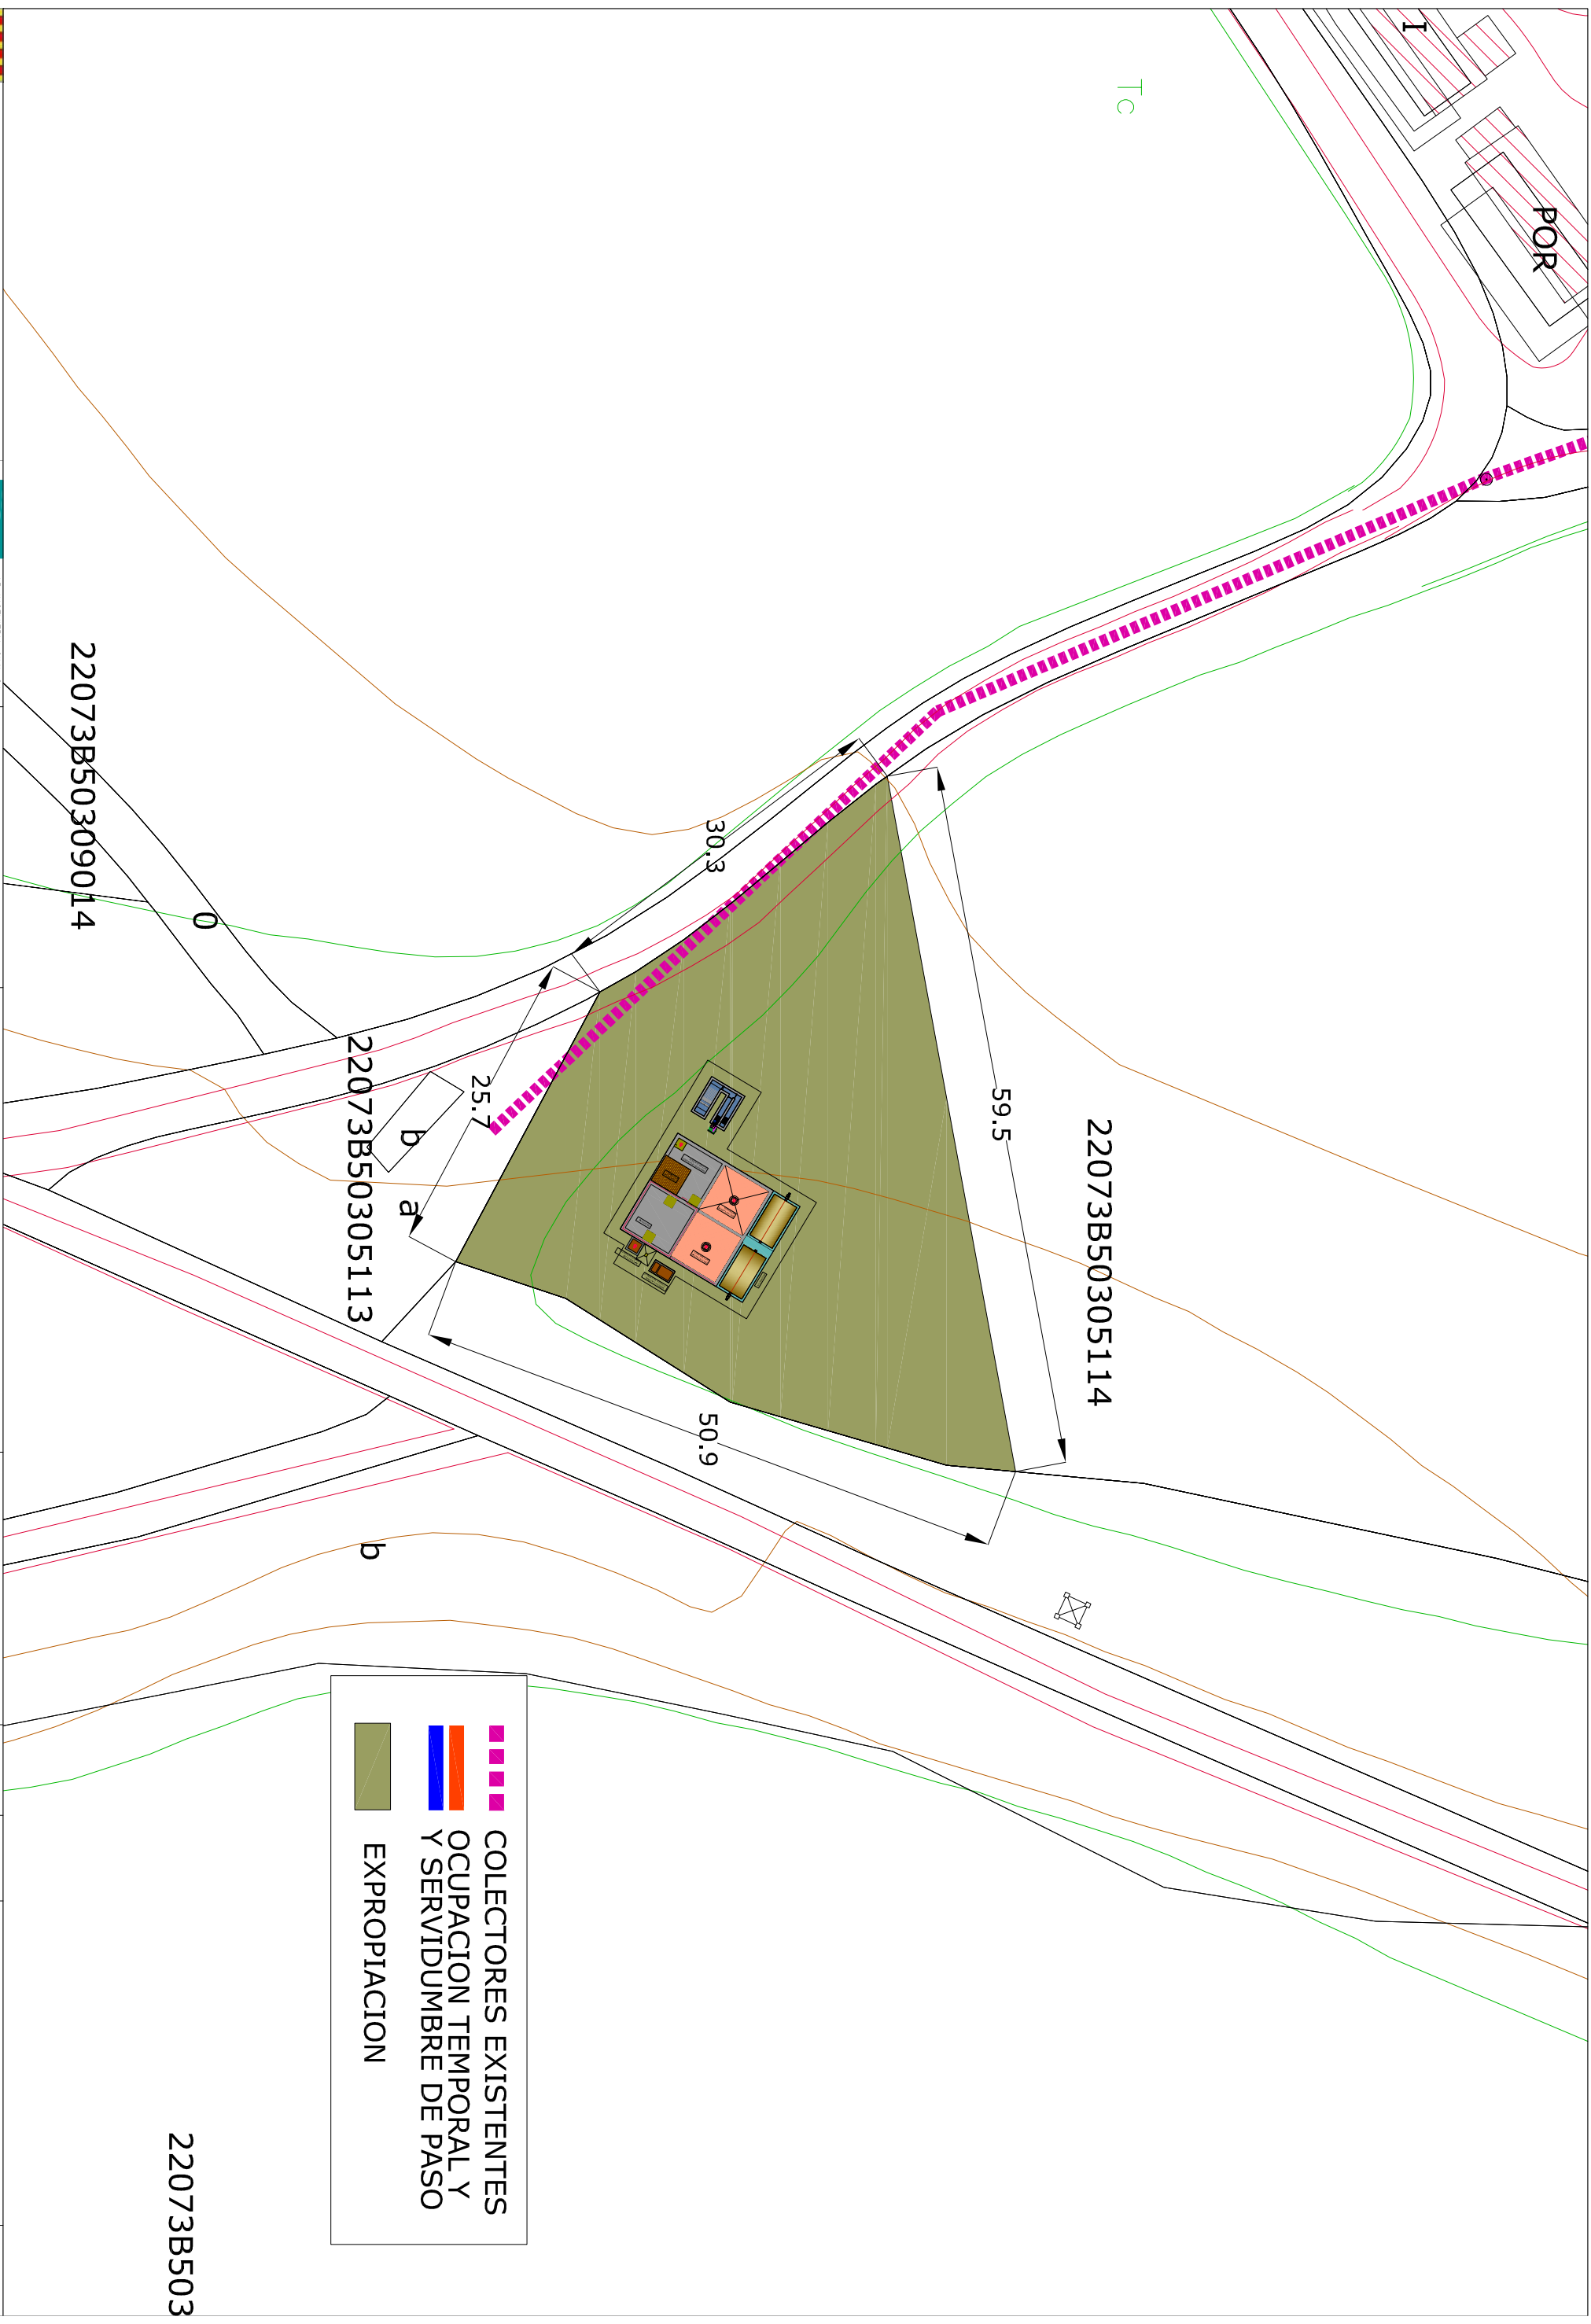 I
POR
Tc
22073B50309014
0
30,3
25.7
59.5
22073B50305114
22073B50305113
b
a
50.9
b
COLECTORES EXISTENTES
OCUPACION TEMPORAL Y
Y SERVIDUMBRE DE PASO
EXPROPIACION
22073B503